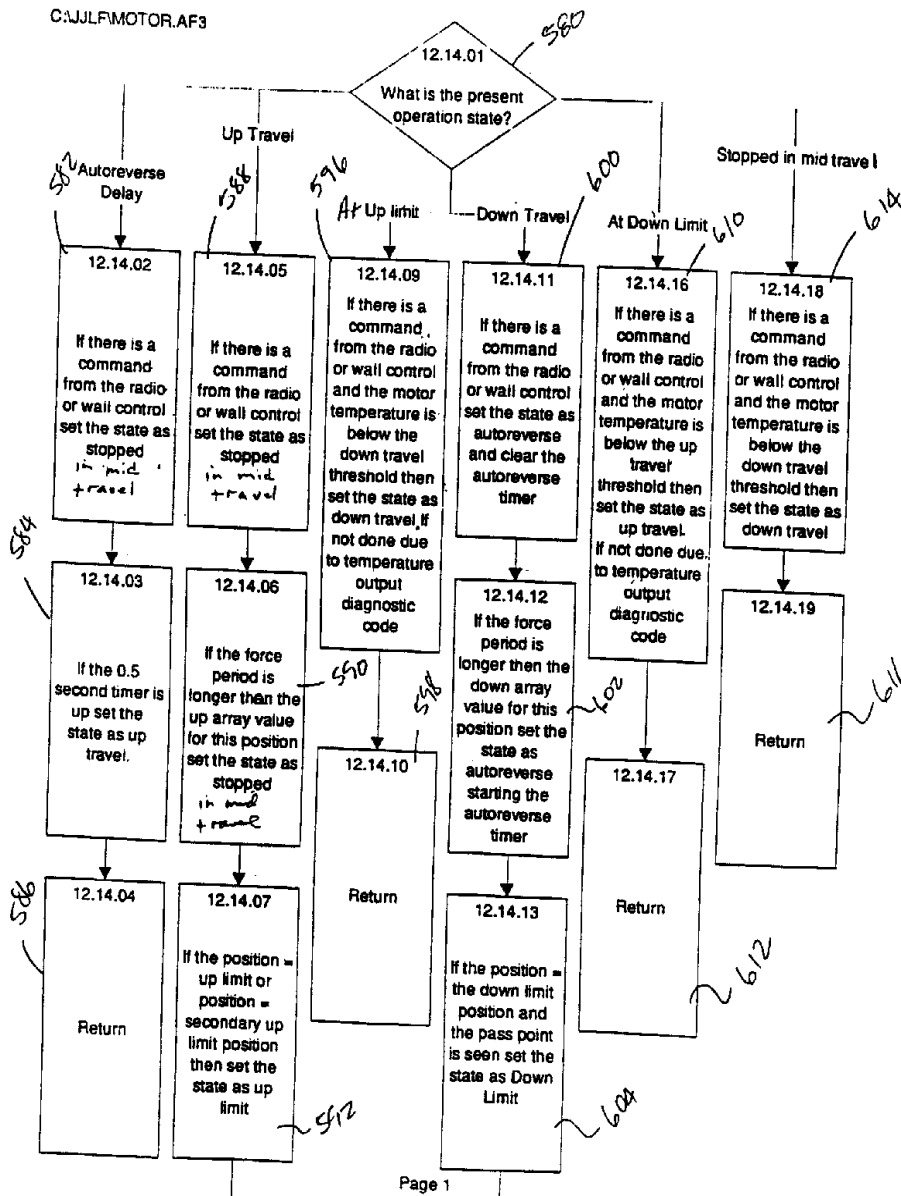 C:\JJLF\MOTOR.AF3
580
12.14.01
What is the present
operation state?
582
Autoreverse
Delay
12.14.02
If there is a
command
from the radio
or wall control
set the state as
stopped
in mid
travel
584
12.14.03
If the 0.5
second timer is
up set the
state as up
travel.
586
12.14.04
Return
Up Travel
588
12.14.05
If there is a
command
from the radio
or wall control
set the state as
stopped
in mid
travel
12.14.06
If the force
period is
longer then the
up array value
for this position
set the state as
stopped
in mid
travel
590
12.14.07
If the position =
up limit or
position =
secondary up
limit position
then set the
state as up
limit
592
596
At Up limit
12.14.09
If there is a
command
from the radio
or wall control
and the motor
temperature is
below the
down travel
threshold then
set the state as
down travel. If
not done due
to temperature
output
diagnostic
code
598
12.14.10
Return
Down Travel
600
12.14.11
If there is a
command
from the radio
or wall control
set the state as
autoreverse
and clear the
autoreverse
timer
12.14.12
If the force
period is
longer then the
down array
value for this
position set the
state as
autoreverse
starting the
autoreverse
timer
602
12.14.13
If the position =
the down limit
position and
the pass point
is seen set the
state as Down
Limit
604
At Down Limit
610
12.14.16
If there is a
command
from the radio
or wall control
and the motor
temperature is
below the up
travel
threshold then
set the state as
up travel.
If not done due
to temperature
output
diagnostic
code
12.14.17
Return
612
Stopped in mid travel
614
12.14.18
If there is a
command
from the radio
or wall control
and the motor
temperature is
below the
down travel
threshold then
set the state as
down travel
12.14.19
Return
Page 1